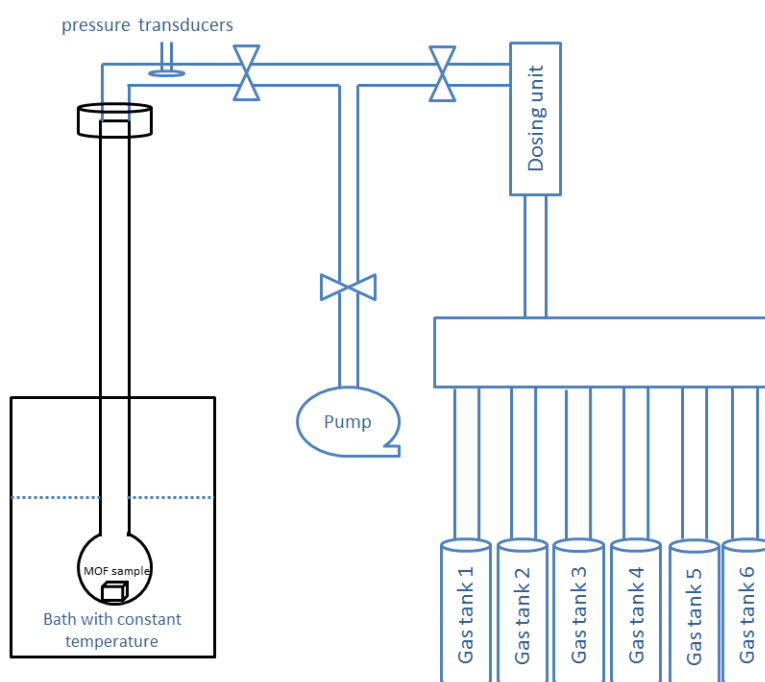 pressure transducers
Dosing unit
Pump
MOF sample
Bath with constant
temperature
Gas tank 1
Gas tank 2
Gas tank 3
Gas tank 4
Gas tank 5
Gas tank 6